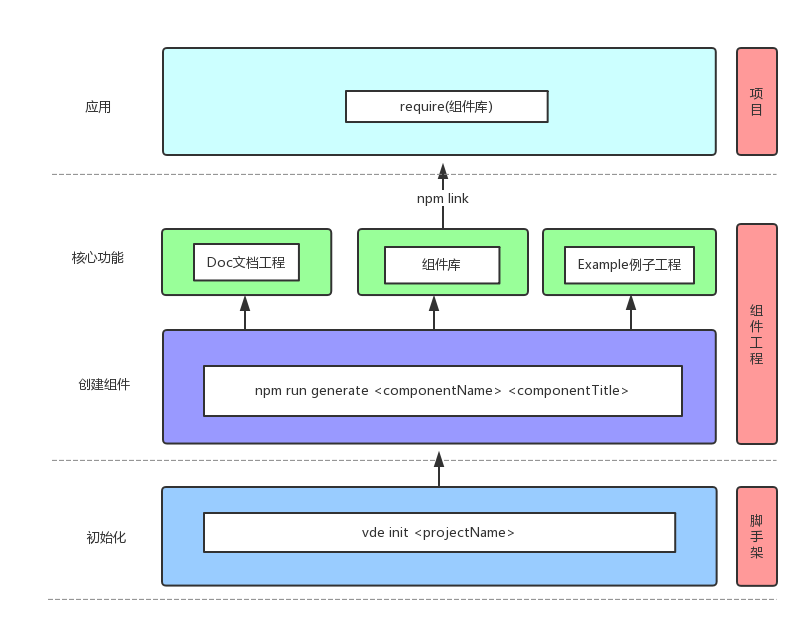 应用
require(组件库)
项目
npm link
核心功能
Doc文档工程
组件库
Example例子工程
组件工程
创建组件
npm run generate <componentName> <componentTitle>
初始化
vde init <projectName>
脚手架